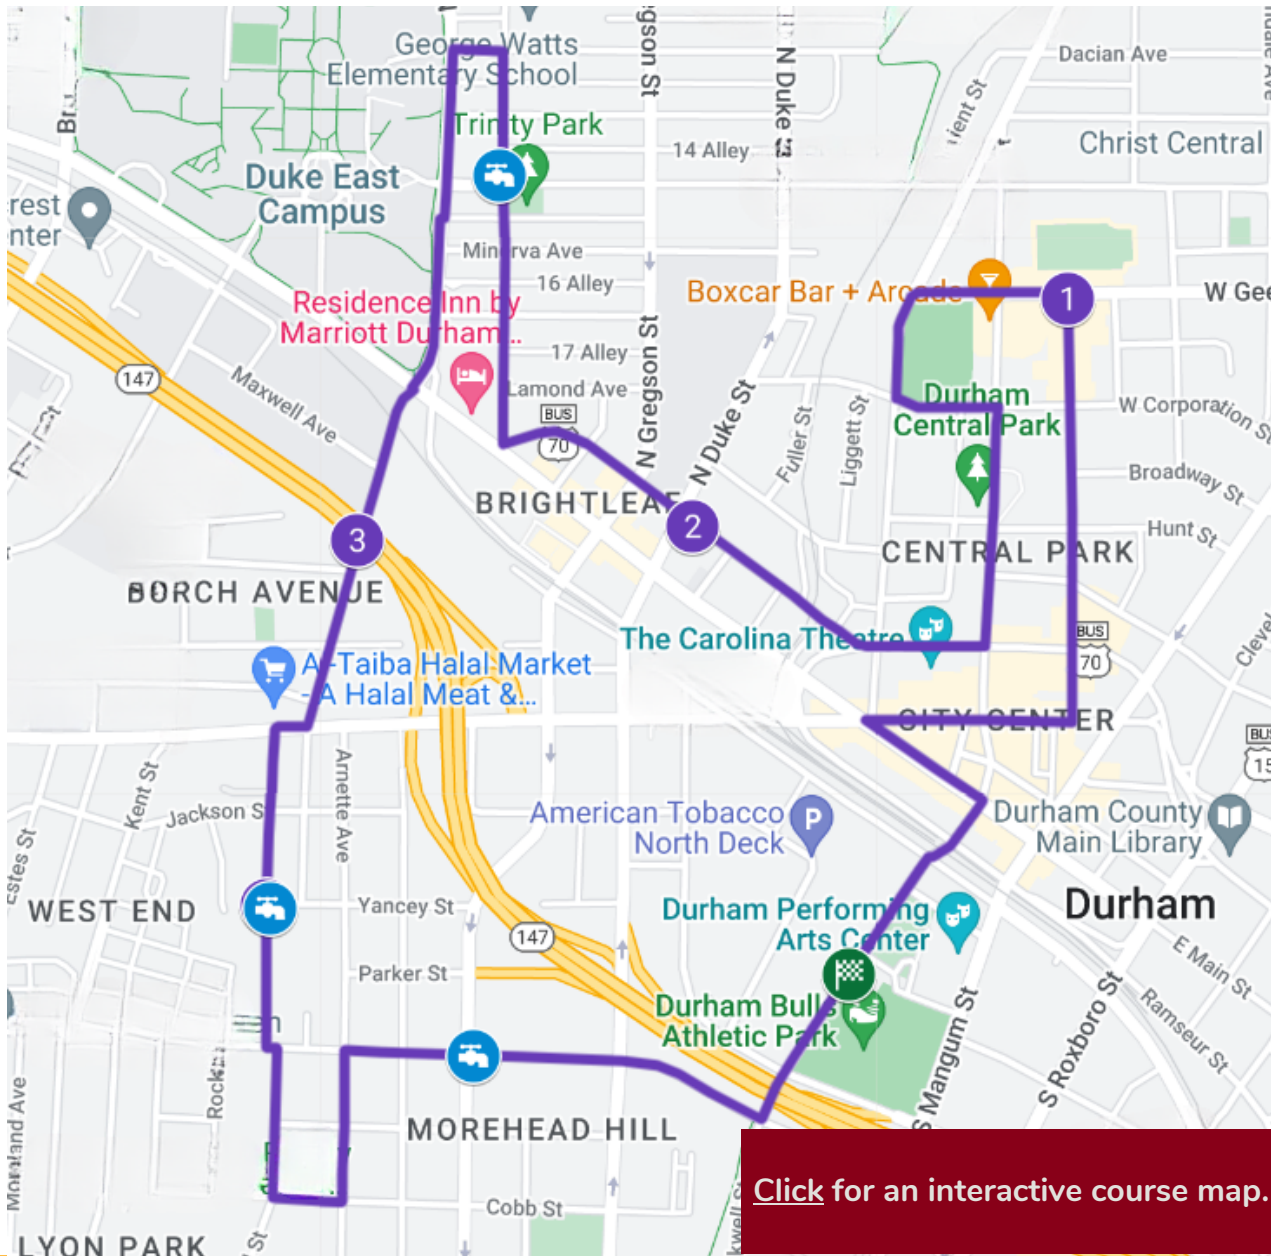 George Watts
Elementary School
Trinity Park
Duke East
Campus
N Duke St
Dacian Ave
14 Alley
Christ Central
Minerva Ave
16 Alley
Residence Inn by
Marriott Durham...
Boxcar Bar + Arcade
1
W Gee
147
Maxwell Ave
17 Alley
Lamond Ave
BUS
70
N Gregson St
N Duke St
Fuller St
Liggett St
Durham
Central Park
W Corporation St
Broadway St
Hunt St
BRIGHTLEAF
2
3
CENTRAL PARK
AVENUE
The Carolina Theatre
BUS
70
Al-Taiba Halal Market
- A Halal Meat &...
CITY CENTER
BUS
15
Kent St
Jackson St
Arnette Ave
Estes St
American Tobacco
North Deck
P
Durham County
Main Library
WEST END
Yancey St
147
Durham Performing
Arts Center
Durham
E Main St
Parker St
Durham Bulls
Athletic Park
S Mangum St
S Roxboro St
Ramseur St
Moreland Ave
MOREHEAD HILL
Cobb St
LYON PARK
Click for an interactive course map.